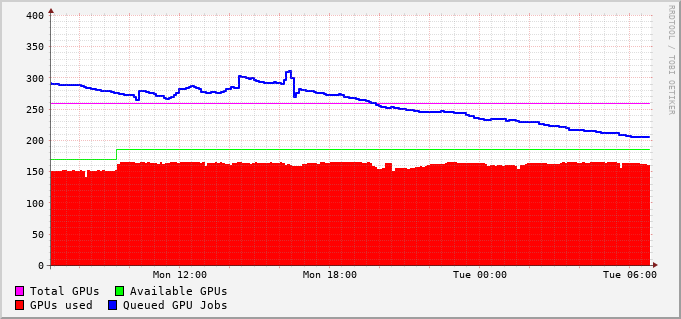 400
350
300
250
200
150
100
50
0
Mon 12:00 Mon 18:00 Tue 00:00 Tue 06:00
Total GPUs Available GPUs
GPUs used Queued GPU Jobs
RRDTOOL / TOBI OETIKER